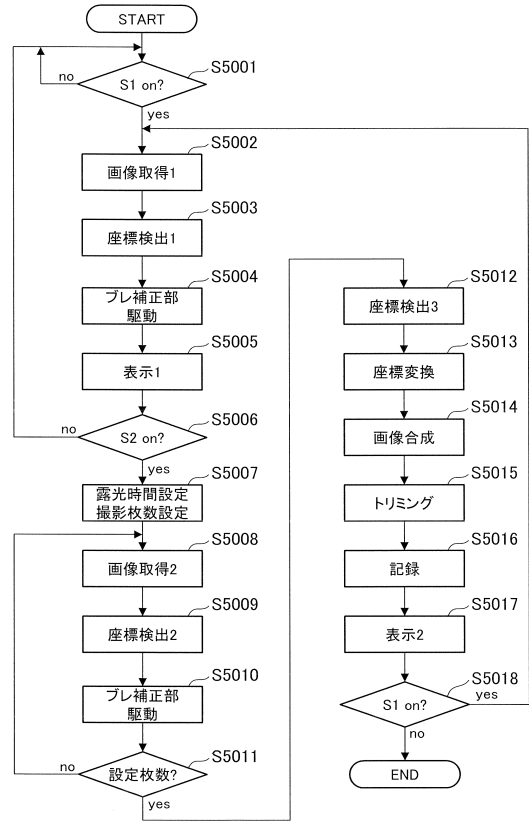 START
S5001
S1 on?
no
yes
S5002
画像取得1
S5003
座標検出1
S5004
ブレ補正部
駆動
S5005
表示1
S5006
S2 on?
no
yes
S5007
露光時間設定
撮影枚数設定
S5008
画像取得2
S5009
座標検出2
S5010
ブレ補正部
駆動
S5011
設定枚数?
no
yes
S5012
座標検出3
S5013
座標変換
S5014
画像合成
S5015
トリミング
S5016
記録
S5017
表示2
S5018
S1 on?
yes
no
END